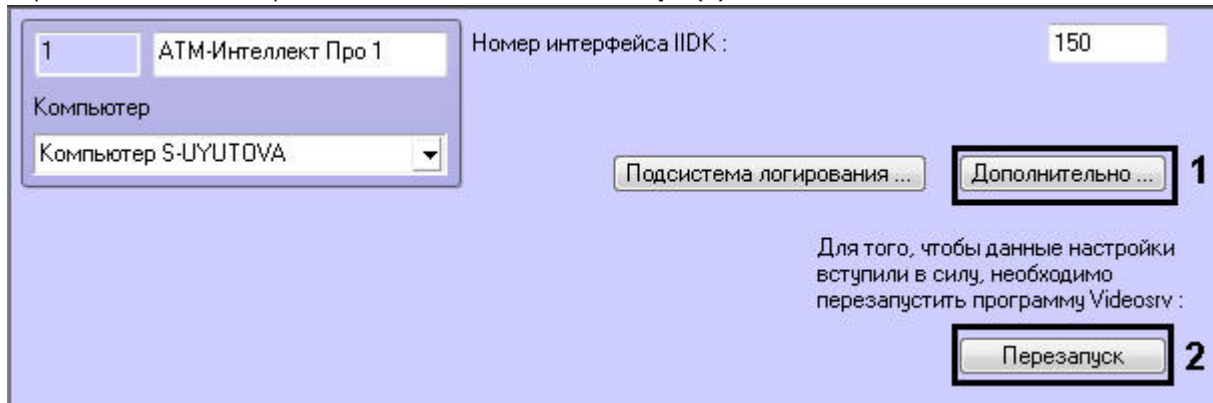 1 АТМ-Интеллект Про 1
Номер интерфейса IIDK : 150
Компьютер
Компьютер S-UYUTOVA
Подсистема логирования ... Дополнительно ... 1
Для того, чтобы данные настройки
вступили в силу, необходимо
перезапустить программу Videosrv :
Перезапуск 2